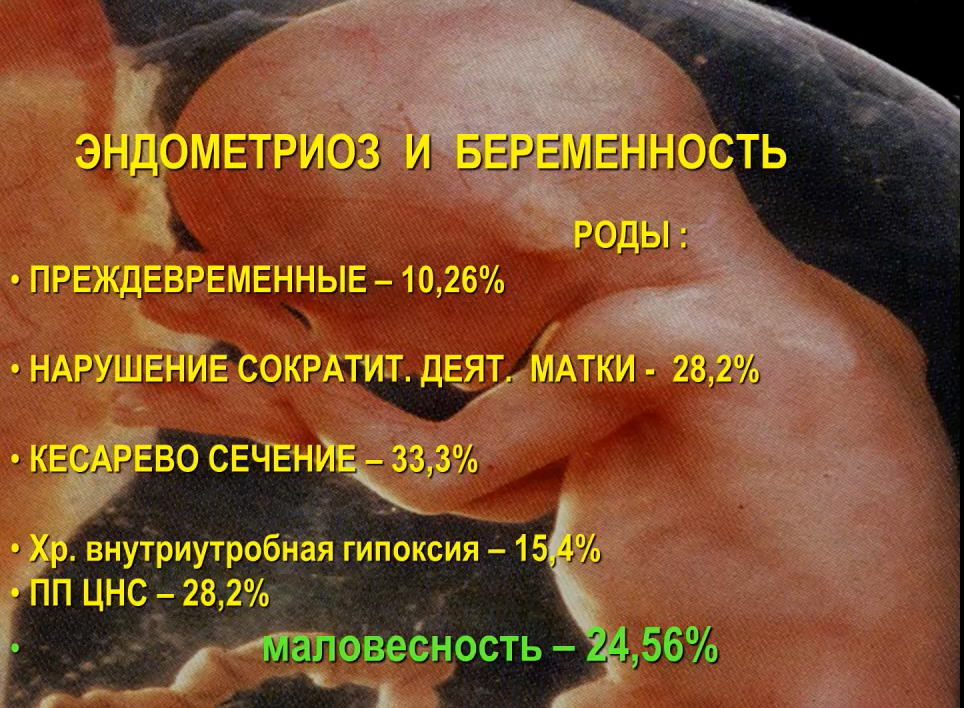 ЭНДОМЕТРИОЗ И БЕРЕМЕННОСТЬ
РОДЫ :
• ПРЕЖДЕВРЕМЕННЫЕ – 10,26%
• НАРУШЕНИЕ СОКРАТИТ. ДЕЯТ. МАТКИ - 28,2%
• КЕСАРЕВО СЕЧЕНИЕ – 33,3%
• Хр. внутриутробная гипоксия – 15,4%
• ПП ЦНС – 28,2%
• маловесность – 24,56%